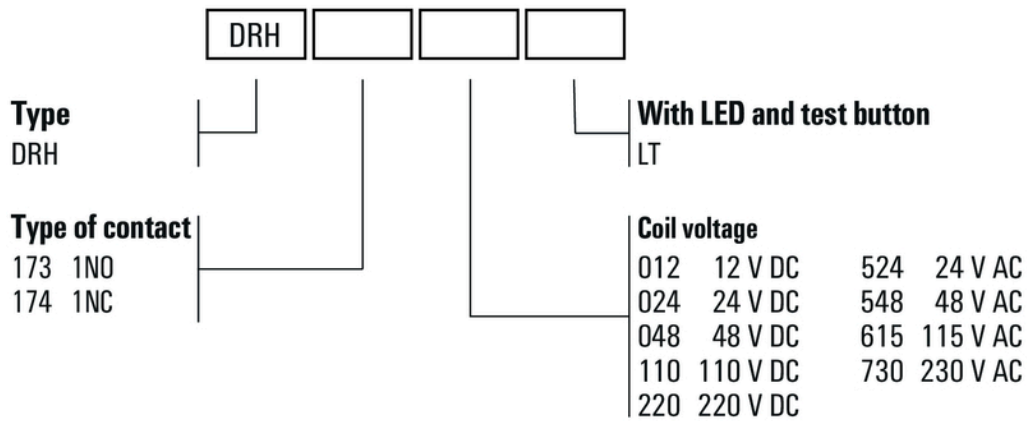 DRH
Type
DRH
With LED and test button
LT
Type of contact
173 1NO
174 1NC
Coil voltage
012 12 V DC 524 24 V AC
024 24 V DC 548 48 V AC
048 48 V DC 615 115 V AC
110 110 V DC 730 230 V AC
220 220 V DC